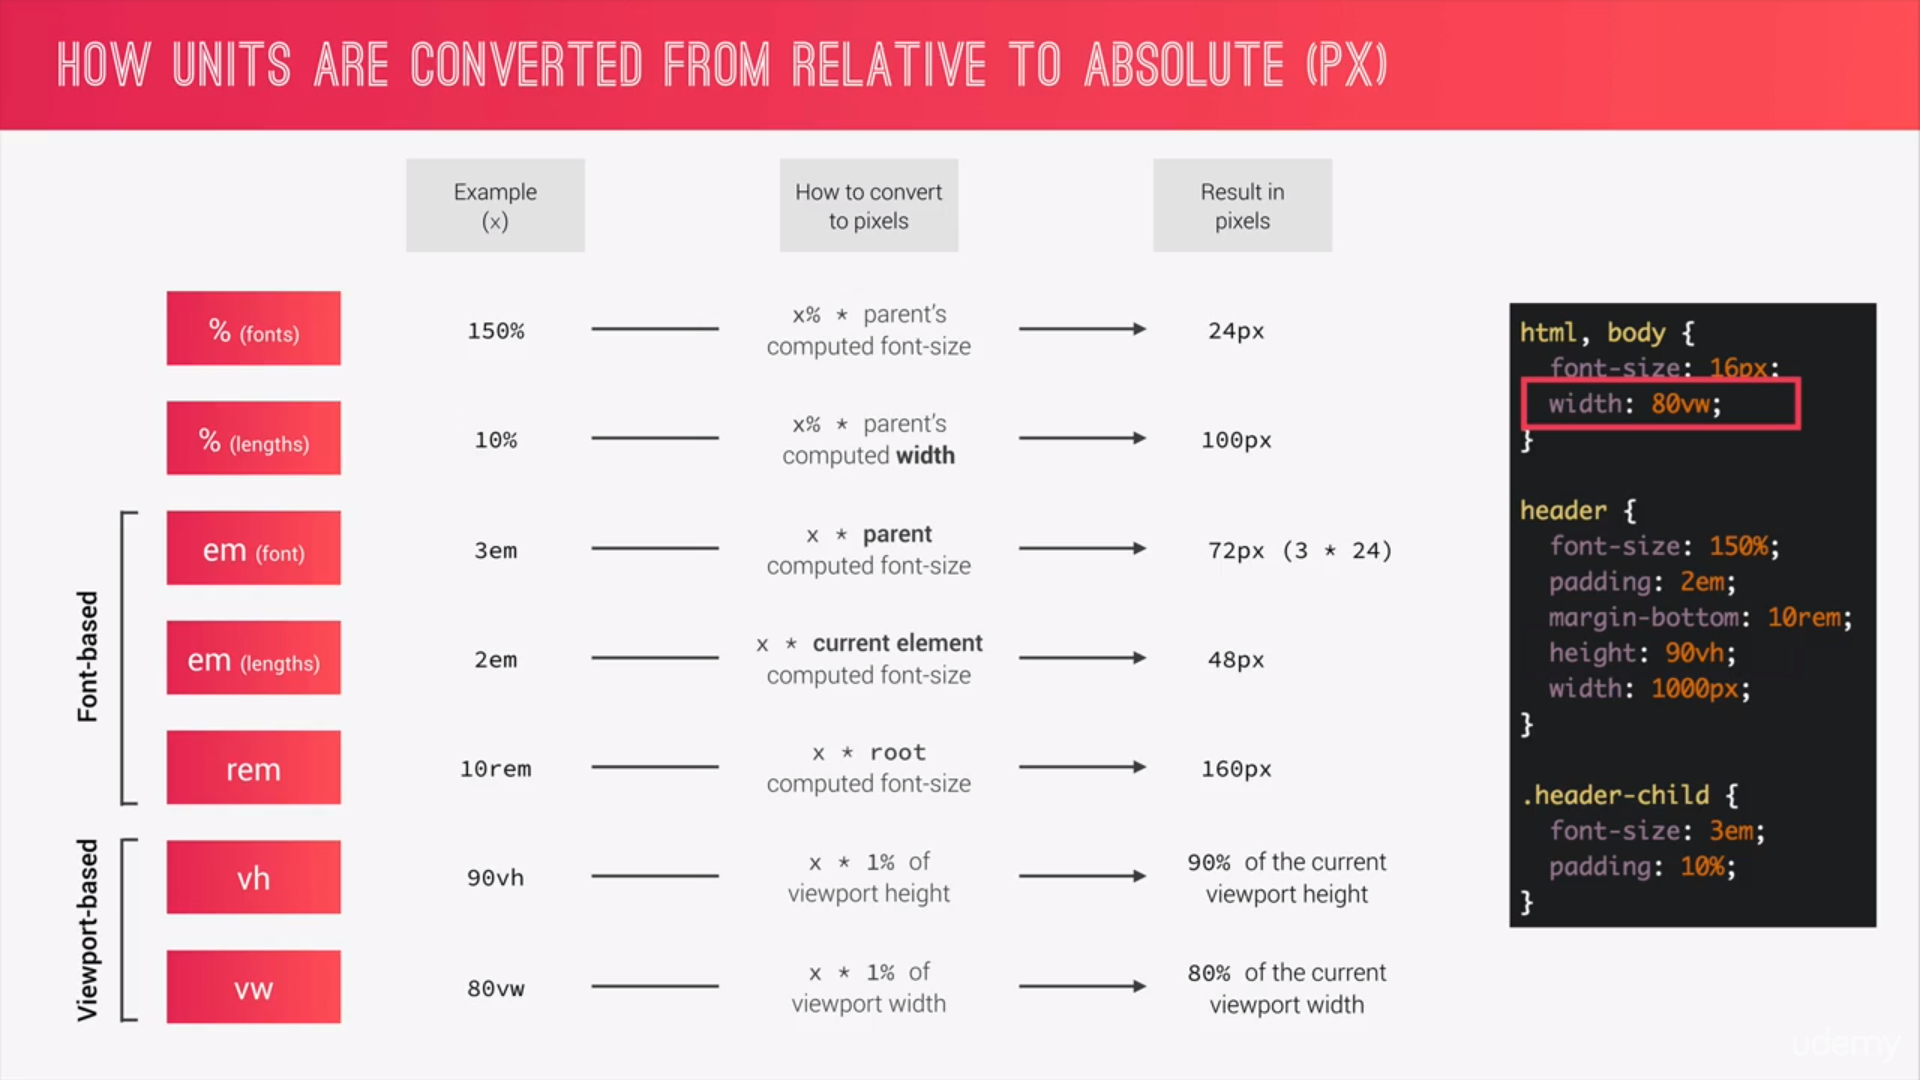 HOW UNITS ARE CONVERTED FROM RELATIVE TO ABSOLUTE (PX)
Example
(x)
How to convert
to pixels
Result in
pixels
% (fonts)
150%
x% * parent's
computed font-size
24px
% (lengths)
10%
x% * parent's
computed width
100px
Font-based
em (font)
3em
x * parent
computed font-size
72px (3 * 24)
em (lengths)
2em
x * current element
computed font-size
48px
rem
10rem
x * root
computed font-size
160px
Viewport-based
vh
90vh
x * 1% of
viewport height
90% of the current
viewport height
vw
80vw
x * 1% of
viewport width
80% of the current
viewport width
html, body {
font-size: 16px;
width: 80vw;
}
header {
font-size: 150%;
padding: 2em;
margin-bottom: 10rem;
height: 90vh;
width: 1000px;
}
.header-child {
font-size: 3em;
padding: 10%;
}
udemy